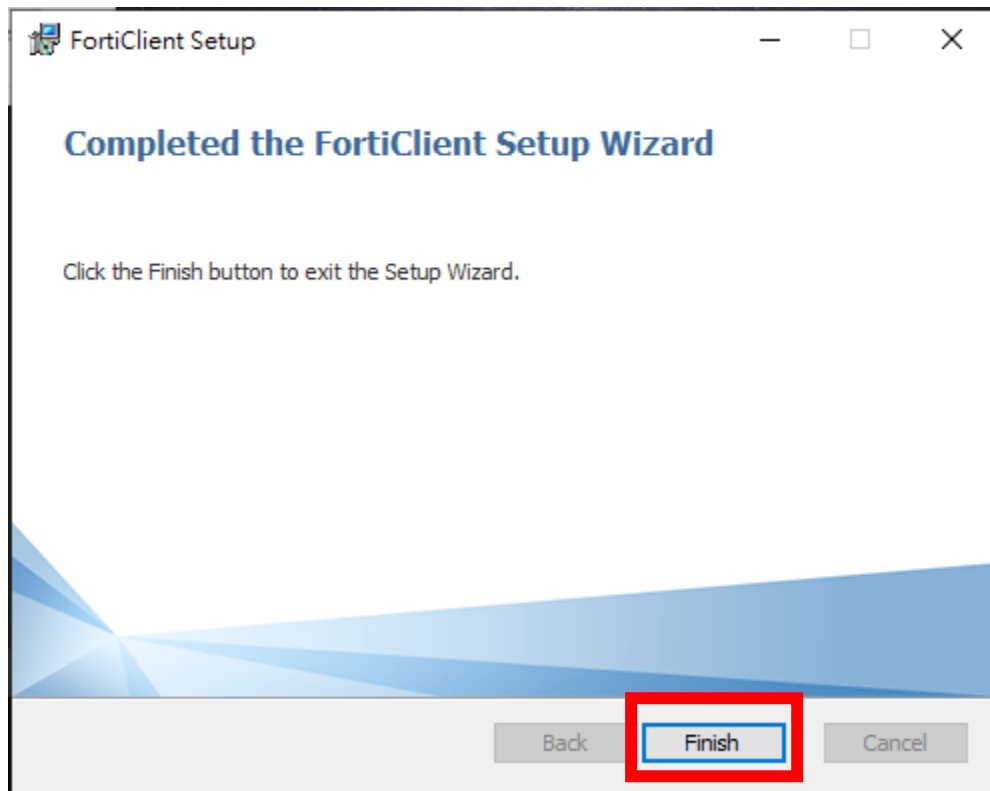 FortiClient Setup
Completed the FortiClient Setup Wizard
Click the Finish button to exit the Setup Wizard.
Back Finish Cancel